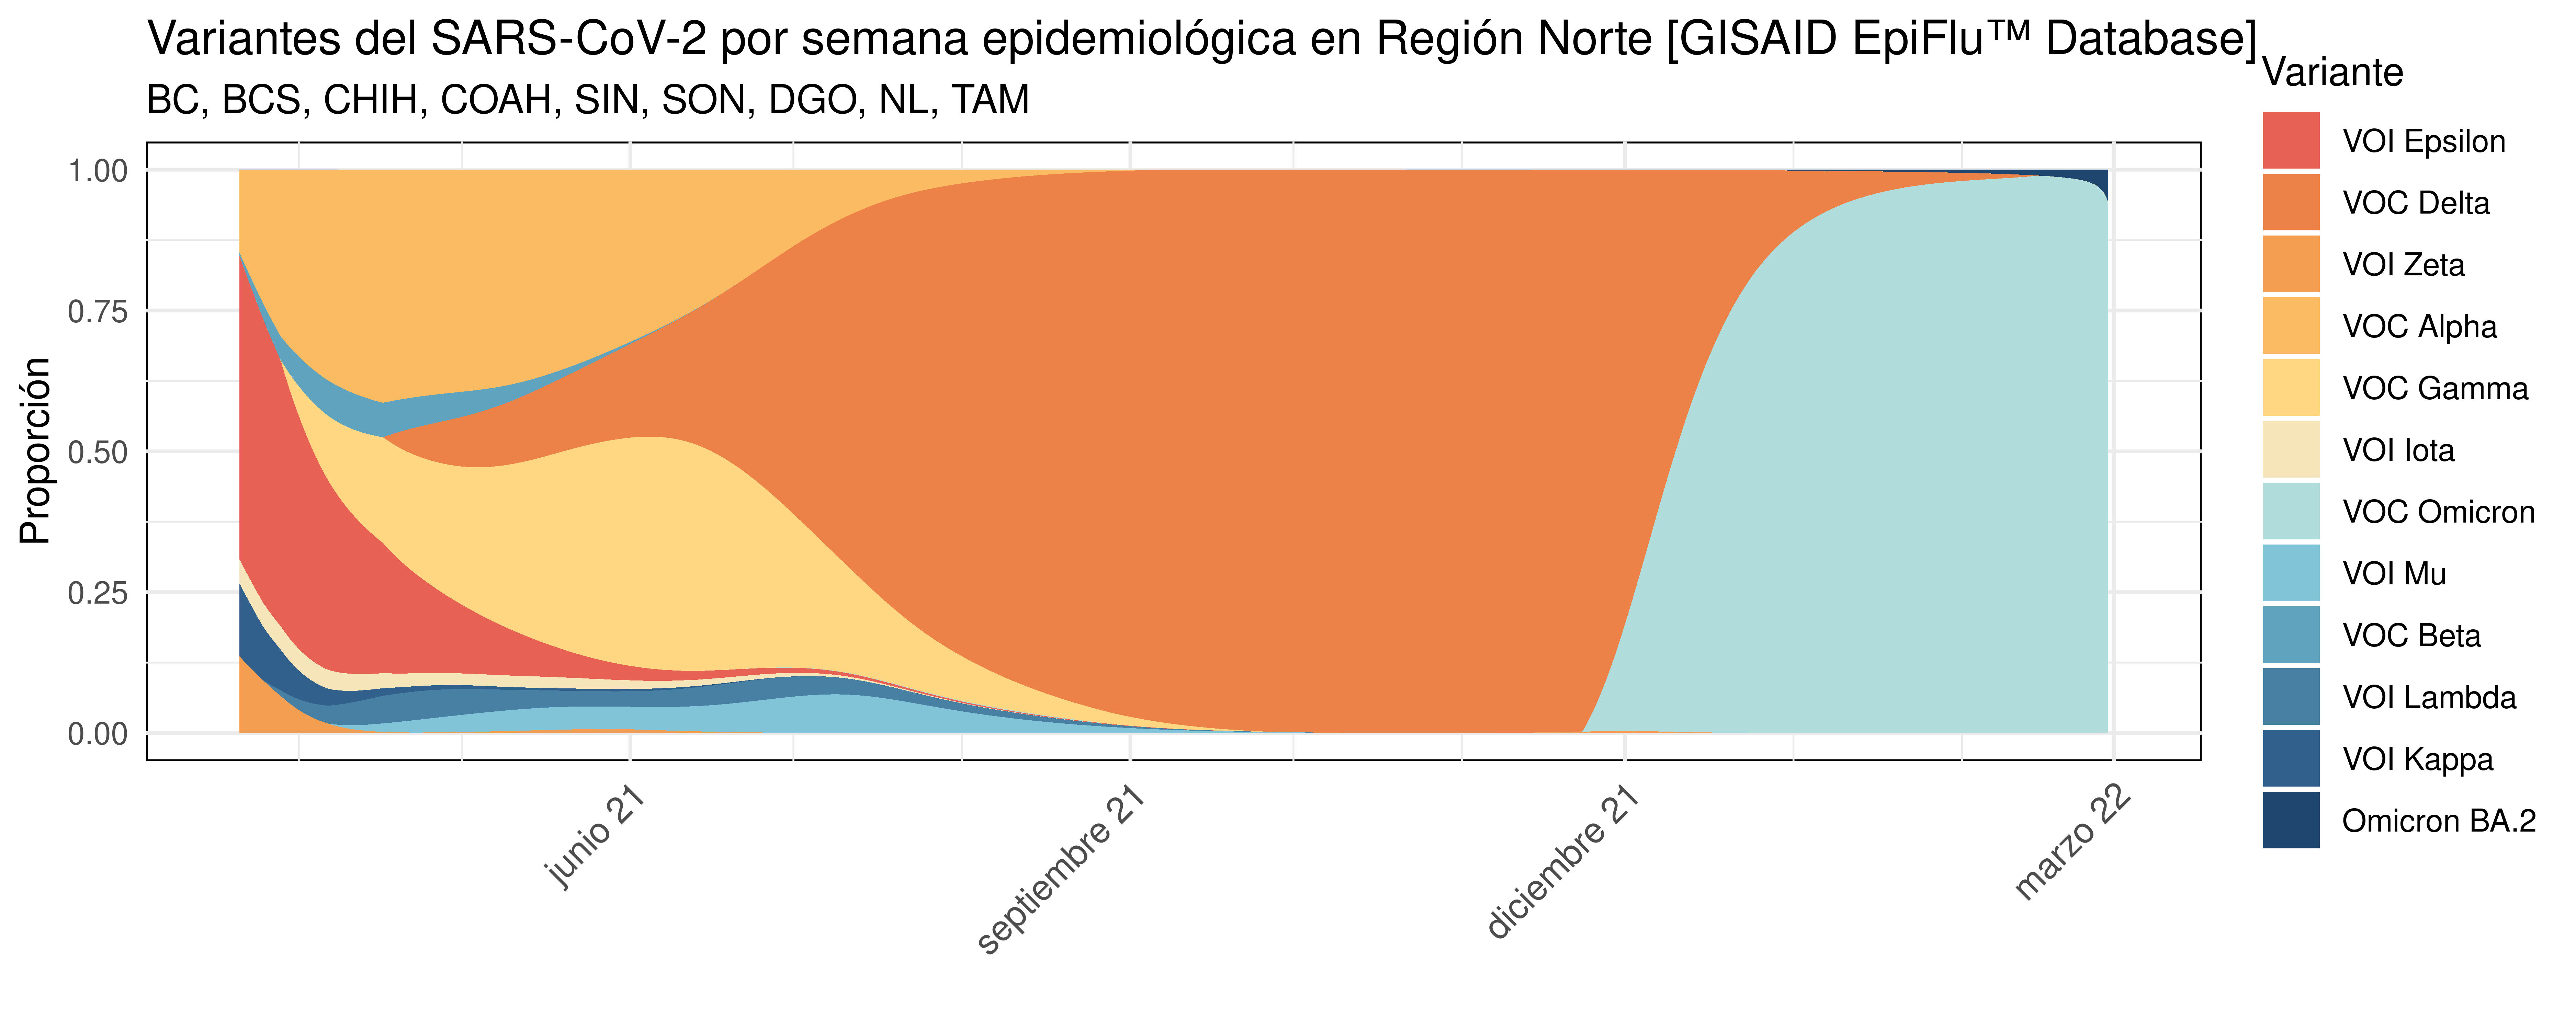 Variantes del SARS-CoV-2 por semana epidemiológica en Región Norte [GISAID EpiFlu™ Database]
BC, BCS, CHIH, COAH, SIN, SON, DGO, NL, TAM
Proporción
1.00
0.75
0.50
0.25
0.00
junio 21
septiembre 21
diciembre 21
marzo 22
Variante
VOI Epsilon
VOC Delta
VOI Zeta
VOC Alpha
VOC Gamma
VOI Iota
VOC Omicron
VOI Mu
VOC Beta
VOI Lambda
VOI Kappa
Omicron BA.2